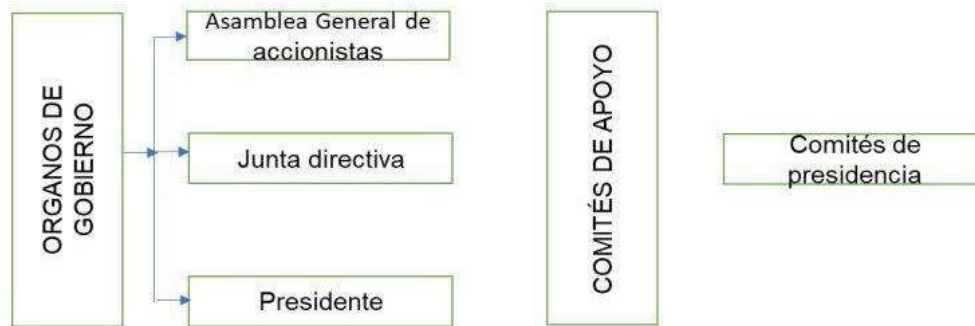 ORGANOS DE
GOBIERNO
Asamblea General de
accionistas
Junta directiva
Presidente
COMITÉS DE APOYO
Comités de
presidencia